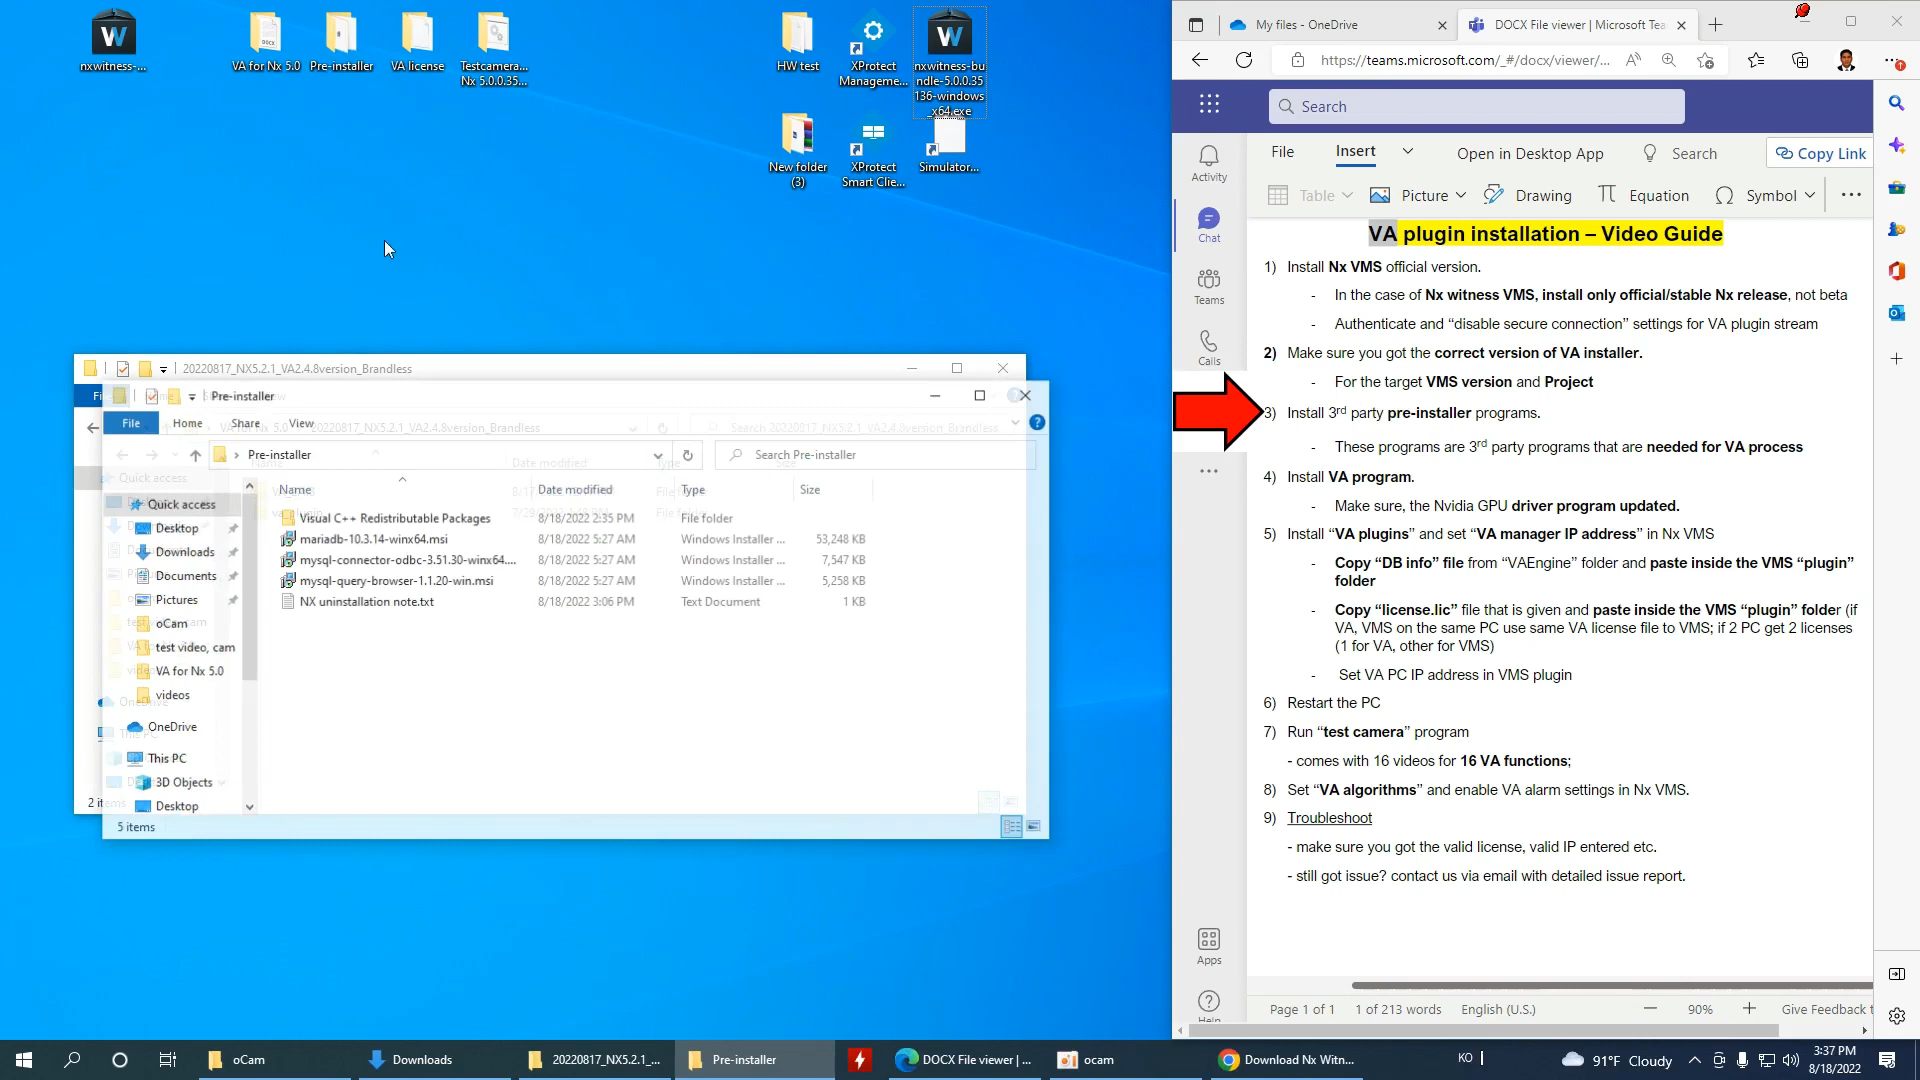 nxwitness-...
VA for Nx 5.0
Pre-installer
VA license
Testcamera...
Nx 5.0.0.35...
HW test
XProtect
Manageme...
nxwitness-bu
ndle-5.0.0.35
136-windows
_x64.exe
New folder
(3)
XProtect
Smart Clie...
Simulator...
20220817_NX5.2.1_VA2.4.8version_Brandless
Pre-installer
File
Home
Share
View
Pre-installer
Search Pre-installer
Name
Date modified
Type
Size
Visual C++ Redistributable Packages
8/18/2022 2:35 PM
File folder
mariadb-10.3.14-winx64.msi
8/18/2022 5:27 AM
Windows Installer ...
53,248 KB
mysql-connector-odbc-3.51.30-winx64....
8/18/2022 5:27 AM
Windows Installer ...
7,547 KB
mysql-query-browser-1.1.20-win.msi
8/18/2022 5:27 AM
Windows Installer ...
5,258 KB
NX uninstallation note.txt
8/18/2022 3:06 PM
Text Document
1 KB
Quick access
Desktop
Downloads
Documents
Pictures
oCam
test video, cam
VA for Nx 5.0
videos
OneDrive
This PC
3D Objects
Desktop
5 items
My files - OneDrive
DOCX File viewer | Microsoft Tea
https://teams.microsoft.com/_#/docx/viewer/...
Search
Activity
Chat
Teams
Calls
Apps
Help
File
Insert
Open in Desktop App
Search
Copy Link
Table
Picture
Drawing
Equation
Symbol
VA plugin installation – Video Guide
1) Install Nx VMS official version.
- In the case of Nx witness VMS, install only official/stable Nx release, not beta
- Authenticate and “disable secure connection” settings for VA plugin stream
2) Make sure you got the correct version of VA installer.
- For the target VMS version and Project
3) Install 3rd party pre-installer programs.
- These programs are 3rd party programs that are needed for VA process
4) Install VA program.
- Make sure, the Nvidia GPU driver program updated.
5) Install “VA plugins” and set “VA manager IP address” in Nx VMS
- Copy “DB info” file from “VAEngine” folder and paste inside the VMS “plugin”
folder
- Copy “license.lic” file that is given and paste inside the VMS “plugin” folder (if
VA, VMS on the same PC use same VA license file to VMS; if 2 PC get 2 licenses
(1 for VA, other for VMS)
- Set VA PC IP address in VMS plugin
6) Restart the PC
7) Run “test camera” program
- comes with 16 videos for 16 VA functions;
8) Set “VA algorithms” and enable VA alarm settings in Nx VMS.
9) Troubleshoot
- make sure you got the valid license, valid IP entered etc.
- still got issue? contact us via email with detailed issue report.
Page 1 of 1
1 of 213 words
English (U.S.)
90%
Give Feedback t
oCam
Downloads
20220817_NX5.2.1_...
Pre-installer
DOCX File viewer | ...
ocam
Download Nx Witn...
KO
91°F Cloudy
3:37 PM
8/18/2022